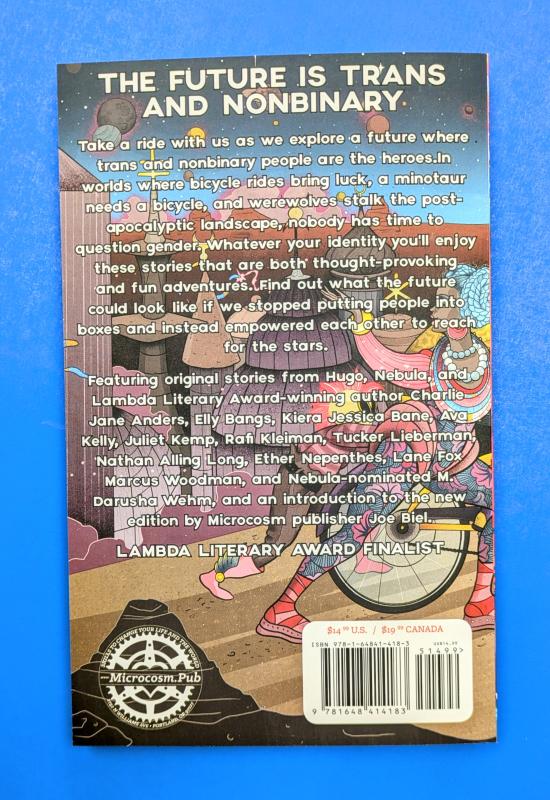 THE FUTURE IS TRANS
AND NONBINARY
Take a ride with us as we explore a future where
trans and nonbinary people are the heroes.In
worlds where bicycle rides bring luck, a minotaur
needs a bicycle, and werewolves stalk the post-
apocalyptic landscape, nobody has time to
question gender. Whatever your identity you'll enjoy
these stories that are both thought-provoking
and fun adventures. Find out what the future
could look like if we stopped putting people into
boxes and instead empowered each other to reach
for the stars.
Featuring original stories from Hugo, Nebula, and
Lambda Literary Award-winning author Charlie
Jane Anders, Elly Bangs, Kiera Jessica Bane, Ava
Kelly, Juliet Kemp, Rafi Kleiman, Tucker Lieberman,
Nathan Alling Long, Ether Nepenthes, Lane Fox
Marcus Woodman, and Nebula-nominated M.
Darusha Wehm, and an introduction to the new
edition by Microcosm publisher Joe Biel.
LAMBDA LITERARY AWARD FINALIST
TO CHANGE YOUR LIFE AND THE WORLD
www.Microcosm.Pub
$14.99 U.S. / $19.99 CANADA
ISBN 978-1-64841-418-3
51499>
9 781648 414183